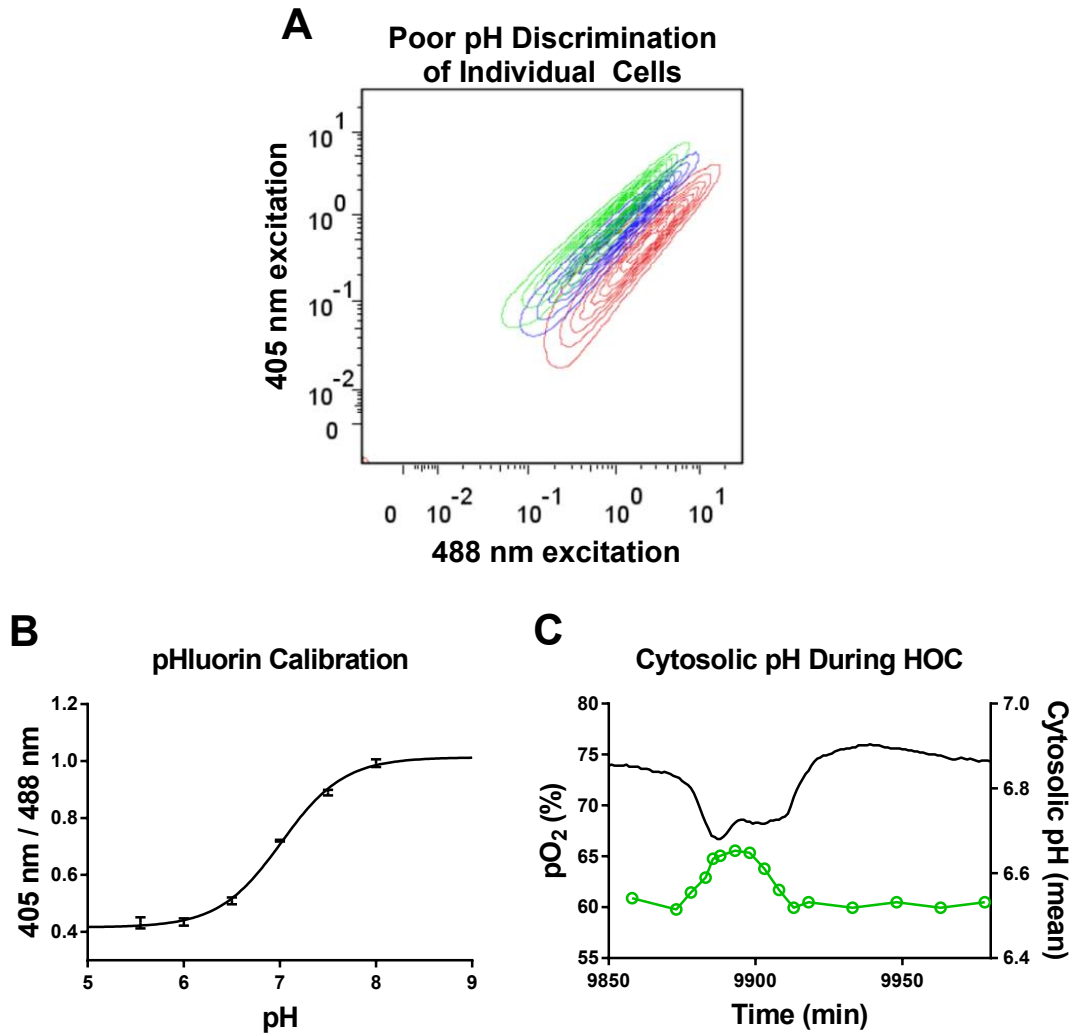 A
Poor pH Discrimination
of Individual Cells
405 nm excitation
10^1
10^0
10^-1
10^-2
0
0 10^-2 10^-1 10^0 10^1
488 nm excitation
B
pHluorin Calibration
405 nm / 488 nm
1.2
1.0
0.8
0.6
0.4
5 6 7 8 9
pH
C
Cytosolic pH During HOC
pO₂ (%)
80
75
70
65
60
55
7.0
6.8
6.6
6.4
Cytosolic pH (mean)
9850 9900 9950
Time (min)